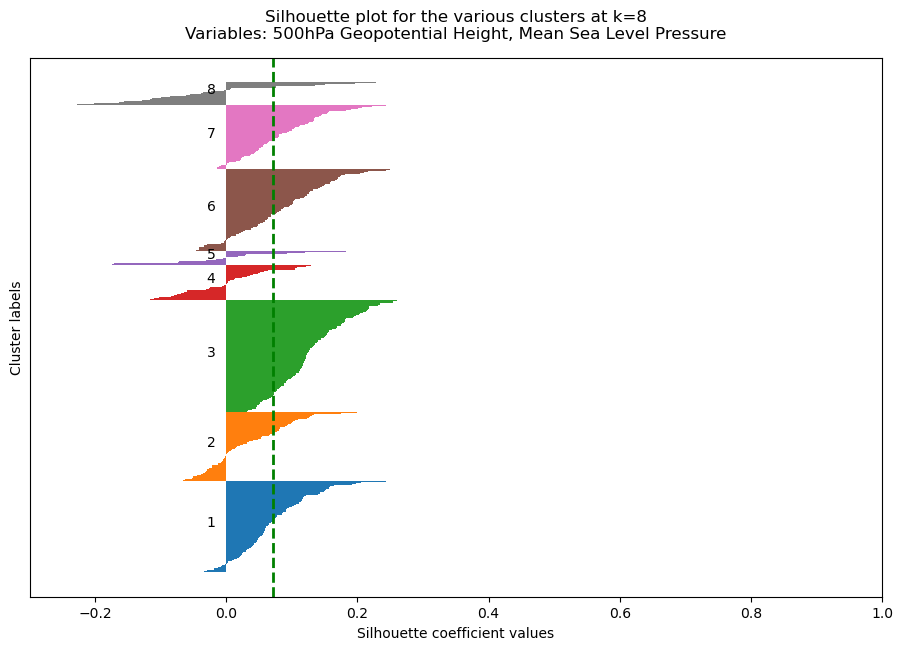 Silhouette plot for the various clusters at k=8
Variables: 500hPa Geopotential Height, Mean Sea Level Pressure
Cluster labels
8
7
6
5
4
3
2
1
−0.2 0.0 0.2 0.4 0.6 0.8 1.0
Silhouette coefficient values